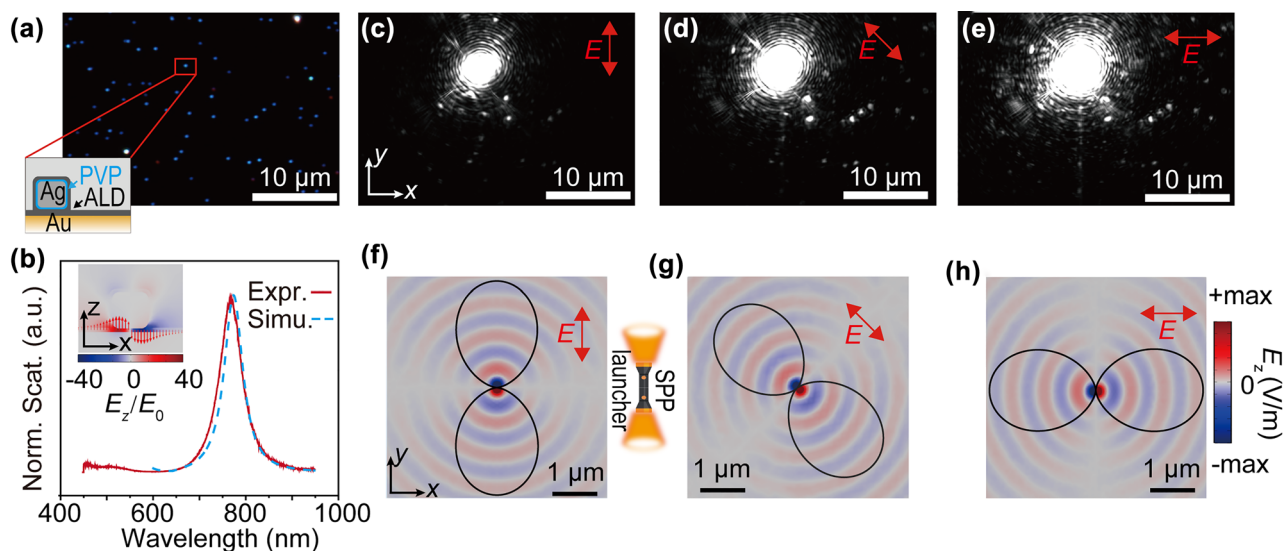 (a)
10 μm
PVP
Ag
ALD
Au
(c)
E
y
x
10 μm
(d)
E
10 μm
(e)
E
10 μm
(b)
Norm. Scat. (a.u.)
z
x
-40 0 40
E_z/E_0
Expr.
Simu.
400 600 800 1000
Wavelength (nm)
(f)
E
y
x
1 μm
SPP
launcher
(g)
E
1 μm
(h)
E
1 μm
+max
0
-max
E_z (V/m)